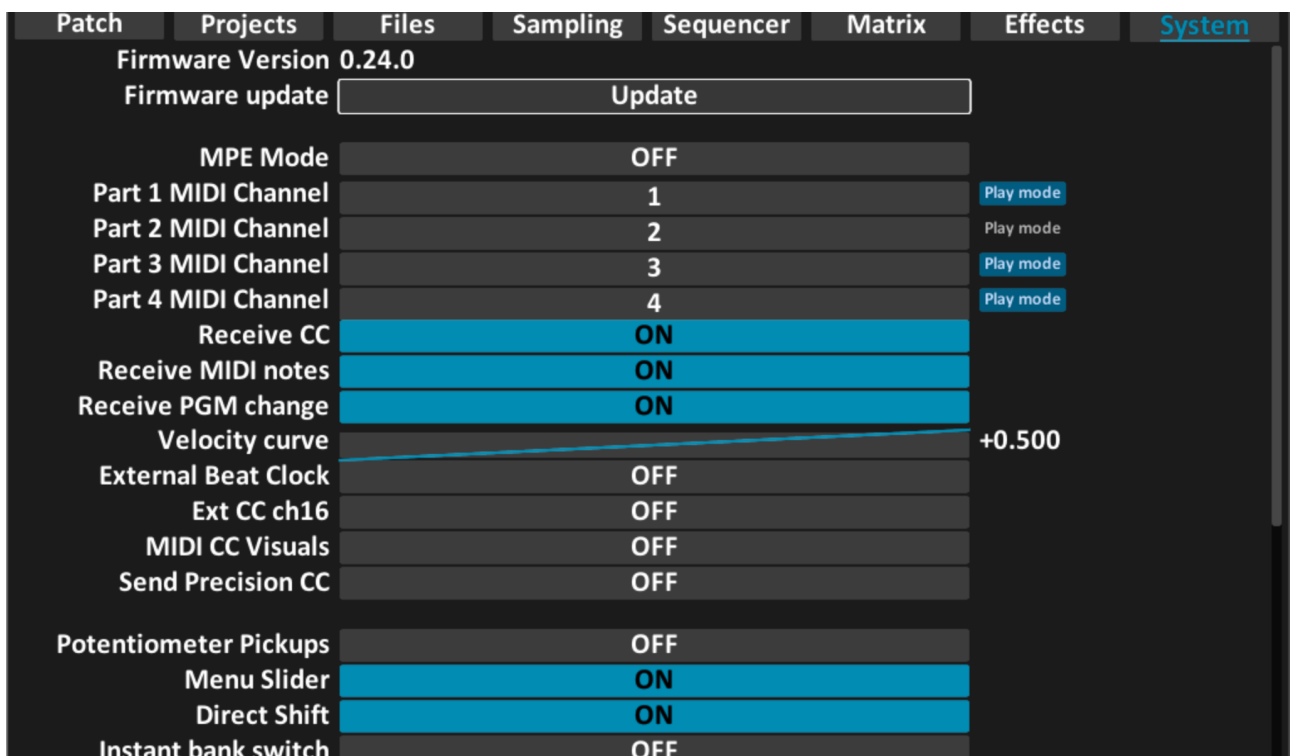 Patch Projects Files Sampling Sequencer Matrix Effects System
Firmware Version 0.24.0
Firmware update Update
MPE Mode OFF
Part 1 MIDI Channel 1 Play mode
Part 2 MIDI Channel 2 Play mode
Part 3 MIDI Channel 3 Play mode
Part 4 MIDI Channel 4 Play mode
Receive CC ON
Receive MIDI notes ON
Receive PGM change ON
Velocity curve +0.500
External Beat Clock OFF
Ext CC ch16 OFF
MIDI CC Visuals OFF
Send Precision CC OFF
Potentiometer Pickups OFF
Menu Slider ON
Direct Shift ON
Instant bank switch OFF